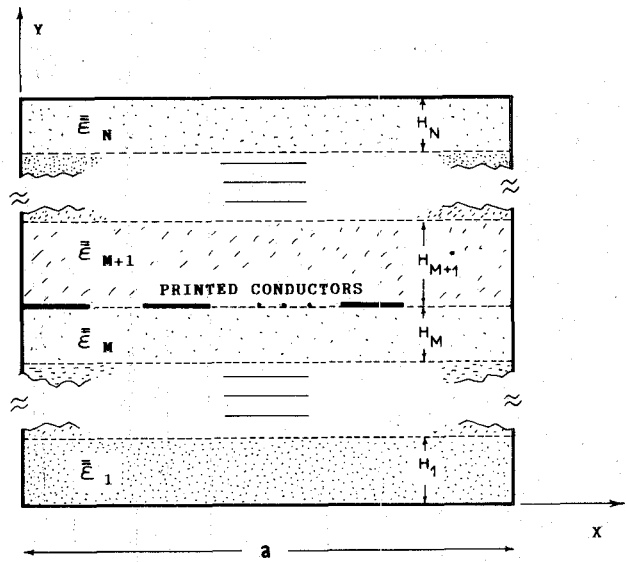 Y
ε̿ N
H N
ε̿ M+1
H M+1
PRINTED CONDUCTORS
ε̿ M
H M
ε̿ 1
H 1
X
a